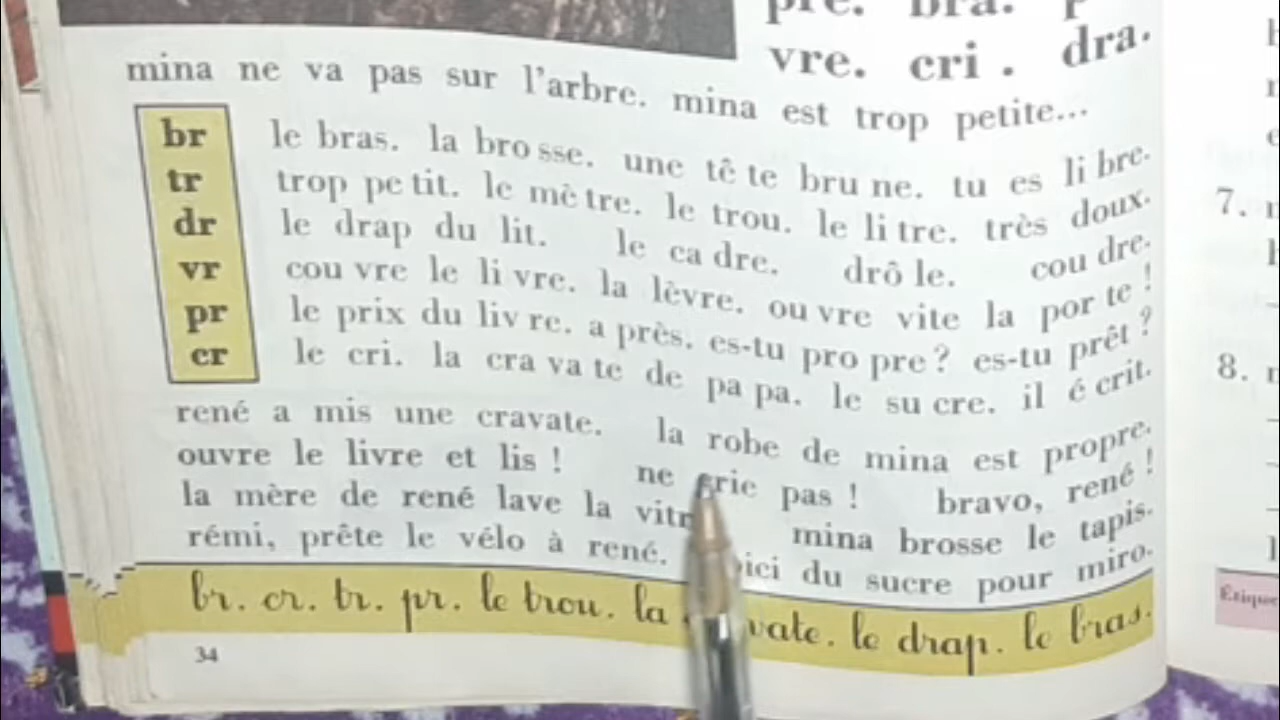 pre. bra.
vre. cri . dra.
mina ne va pas sur l'arbre. mina est trop petite...
br le bras. la bro sse. une tê te bru ne. tu es li bre.
tr trop pe tit. le mè tre. le trou. le li tre. très doux.
dr le drap du lit. le ca dre. drô le. cou dre.
vr cou vre le li vre. la lèvre. ou vre vite la por te !
pr le prix du liv re. a près. es-tu pro pre ? es-tu prêt ?
cr le cri. la cra va te de pa pa. le su cre. il é crit.
rené a mis une cravate. la robe de mina est propre.
ouvre le livre et lis ! ne crie pas ! bravo, rené !
la mère de rené lave la mina brosse le tapis.
rémi, prête le vélo à rené. du sucre pour miro.
br. cr. tr. pr. le trou. la le drap. le bras.
34
7.
8.